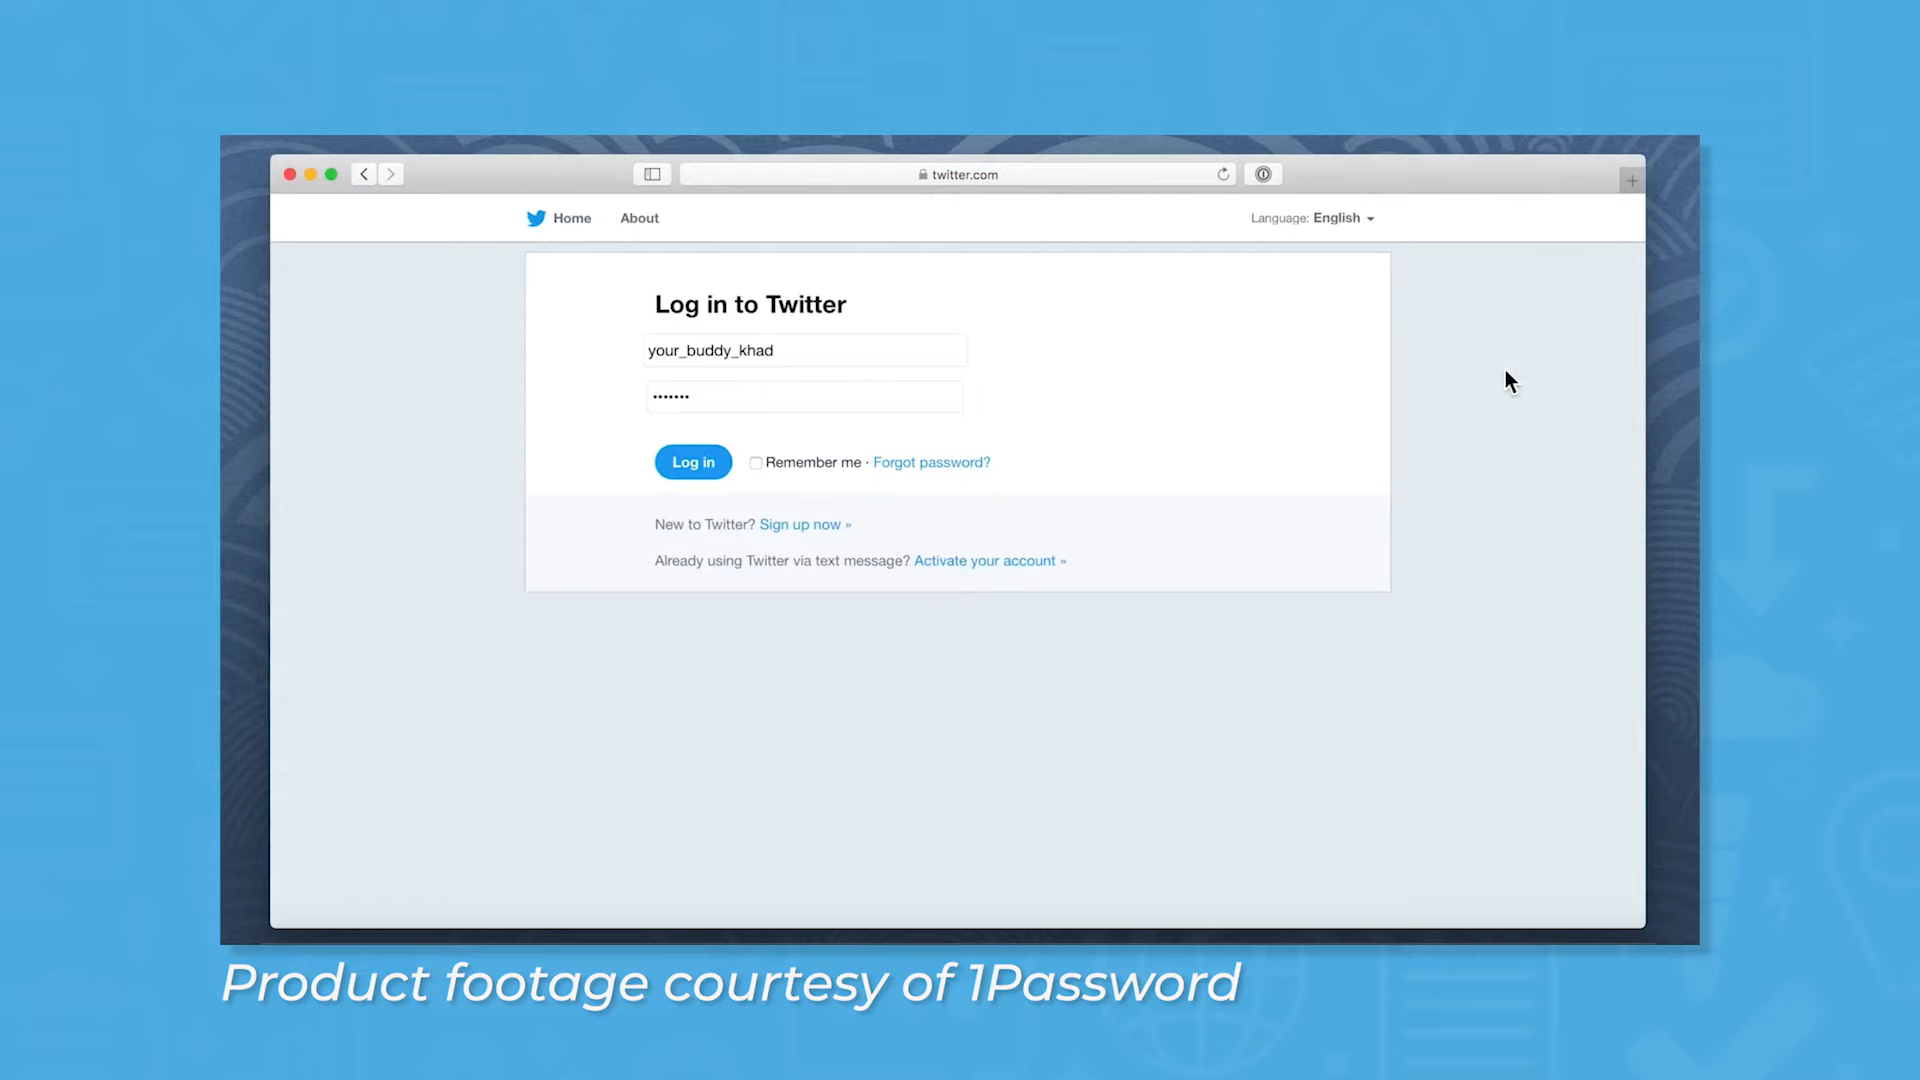 twitter.com
Home About Language: English
Log in to Twitter
your_buddy_khad
•••••••
Log in Remember me · Forgot password?
New to Twitter? Sign up now »
Already using Twitter via text message? Activate your account »
Product footage courtesy of 1Password